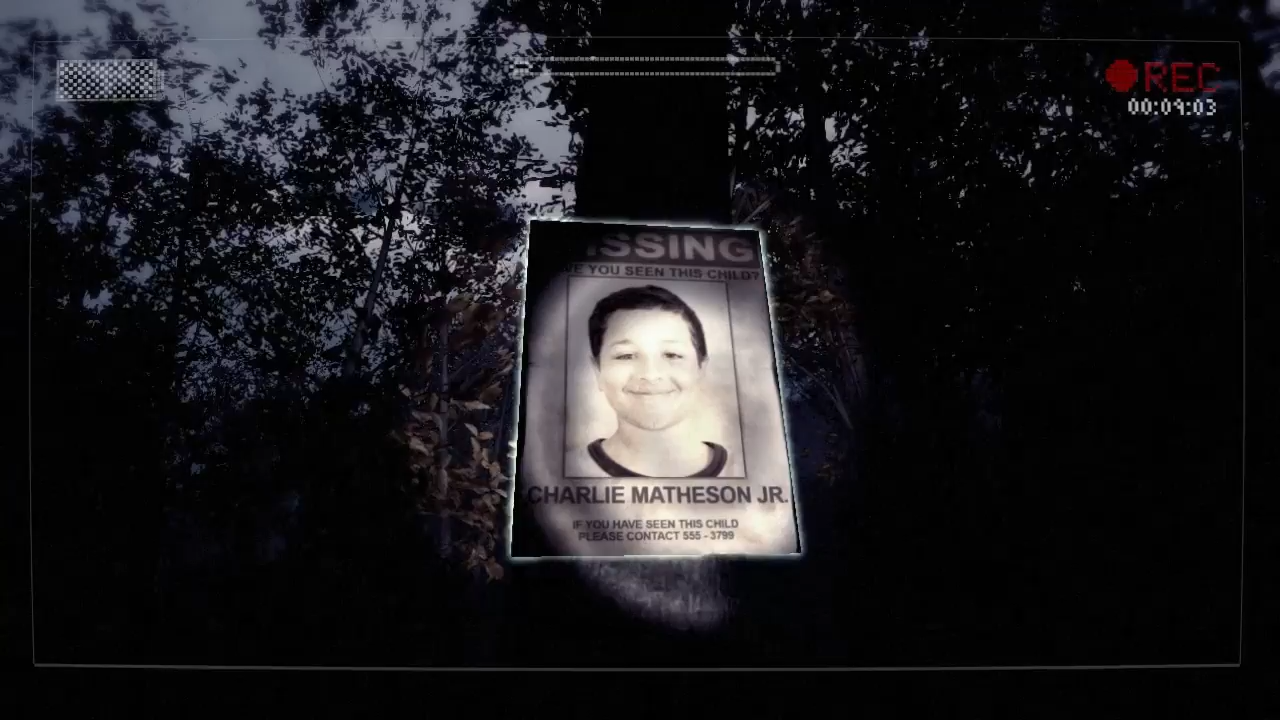 REC
00:09:03
ISSING
VE YOU SEEN THIS CHILD?
CHARLIE MATHESON JR.
IF YOU HAVE SEEN THIS CHILD
PLEASE CONTACT 555 - 3799